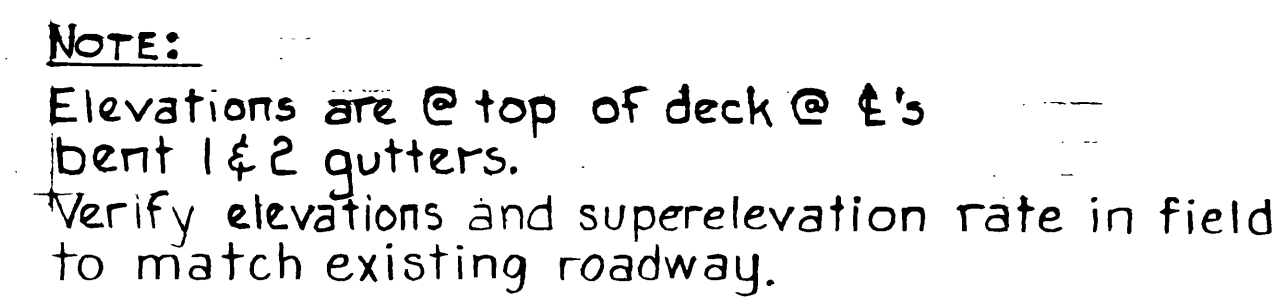 NOTE:
Elevations are @ top of deck @ ℄'s
bent 1 & 2 gutters.
Verify elevations and superelevation rate in field
to match existing roadway.